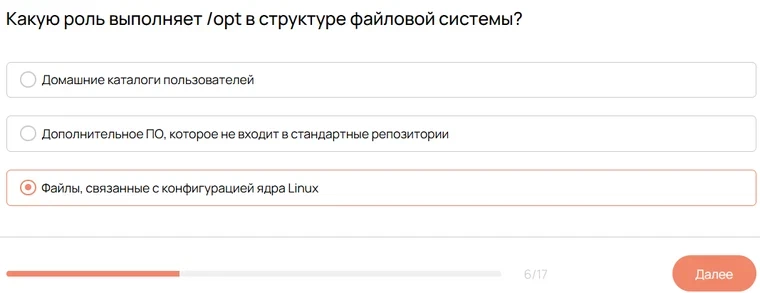 Какую роль выполняет /opt в структуре файловой системы?
Домашние каталоги пользователей
Дополнительное ПО, которое не входит в стандартные репозитории
Файлы, связанные с конфигурацией ядра Linux
6/17
Далее